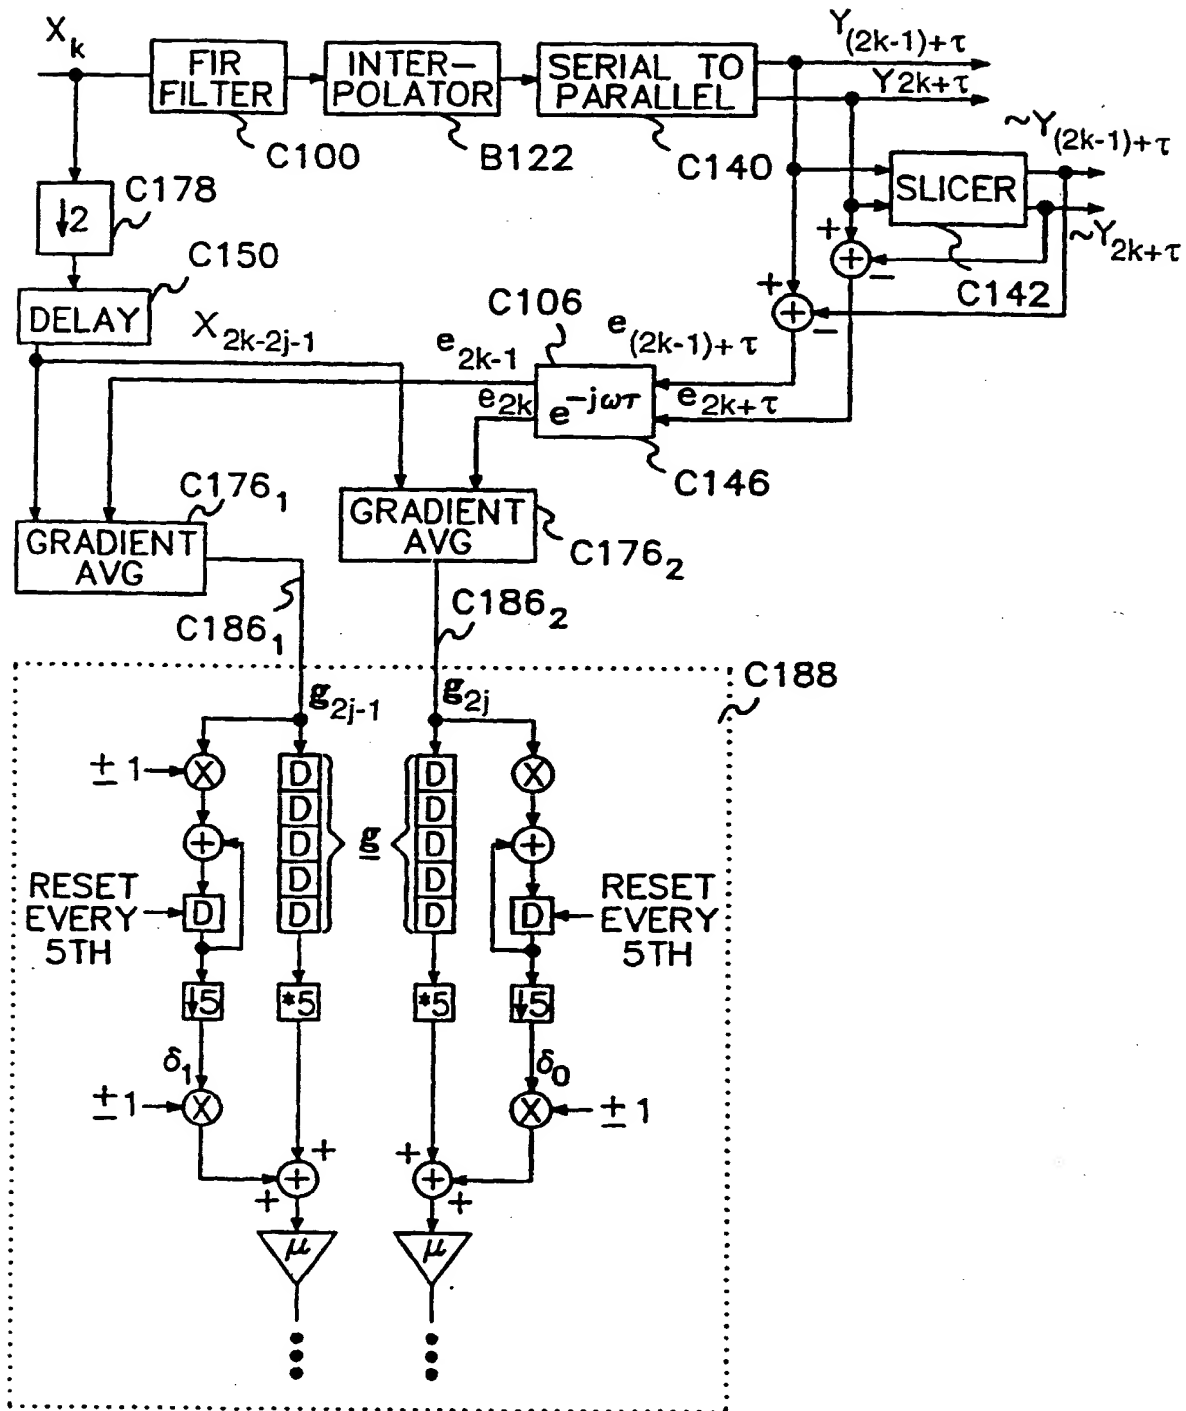 X_k
FIR FILTER
INTER-POLATOR
SERIAL TO PARALLEL
Y_(2k-1)+τ
Y_2k+τ
C100
B122
C140
~Y_(2k-1)+τ
SLICER
~Y_2k+τ
C142
+
+
−
+
+
−
C178
↓2
C150
DELAY
X_2k-2j-1
C106
e_2k-1
e_(2k-1)+τ
e_2k
e^-jωτ
e_2k+τ
C146
C176_1
GRADIENT AVG
GRADIENT AVG
C176_2
C186_1
C186_2
C188
g_2j-1
g_2j
±1
X
D
D
X
D
D
+
D
g
D
+
D
D
RESET EVERY 5TH
D
D
D
D
RESET EVERY 5TH
↓5
*5
*5
↓5
δ_1
δ_0
±1
X
X
±1
+
+
+
+
+
+
μ
μ